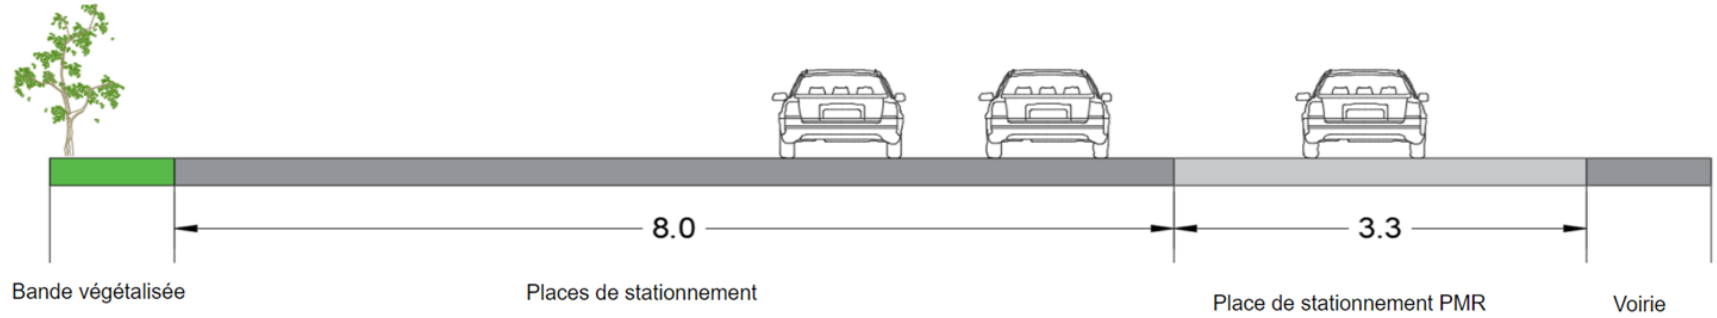 8.0
3.3
Bande végétalisée
Places de stationnement
Place de stationnement PMR
Voirie